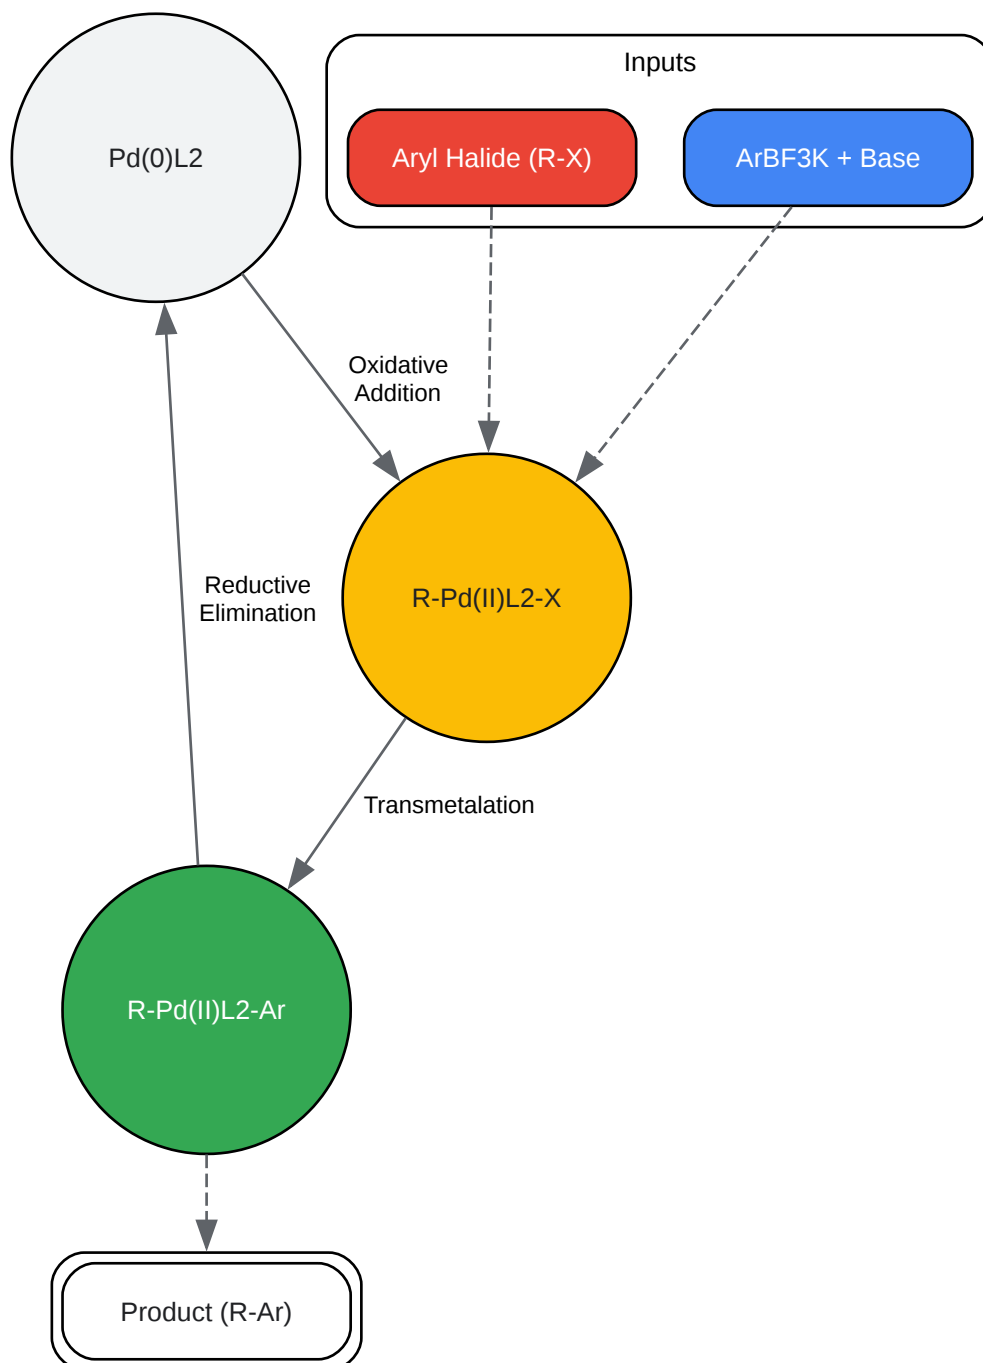 Inputs
Pd(0)L2
Aryl Halide (R-X)
ArBF3K + Base
Oxidative
Addition
Reductive
Elimination
R-Pd(II)L2-X
Transmetalation
R-Pd(II)L2-Ar
Product (R-Ar)